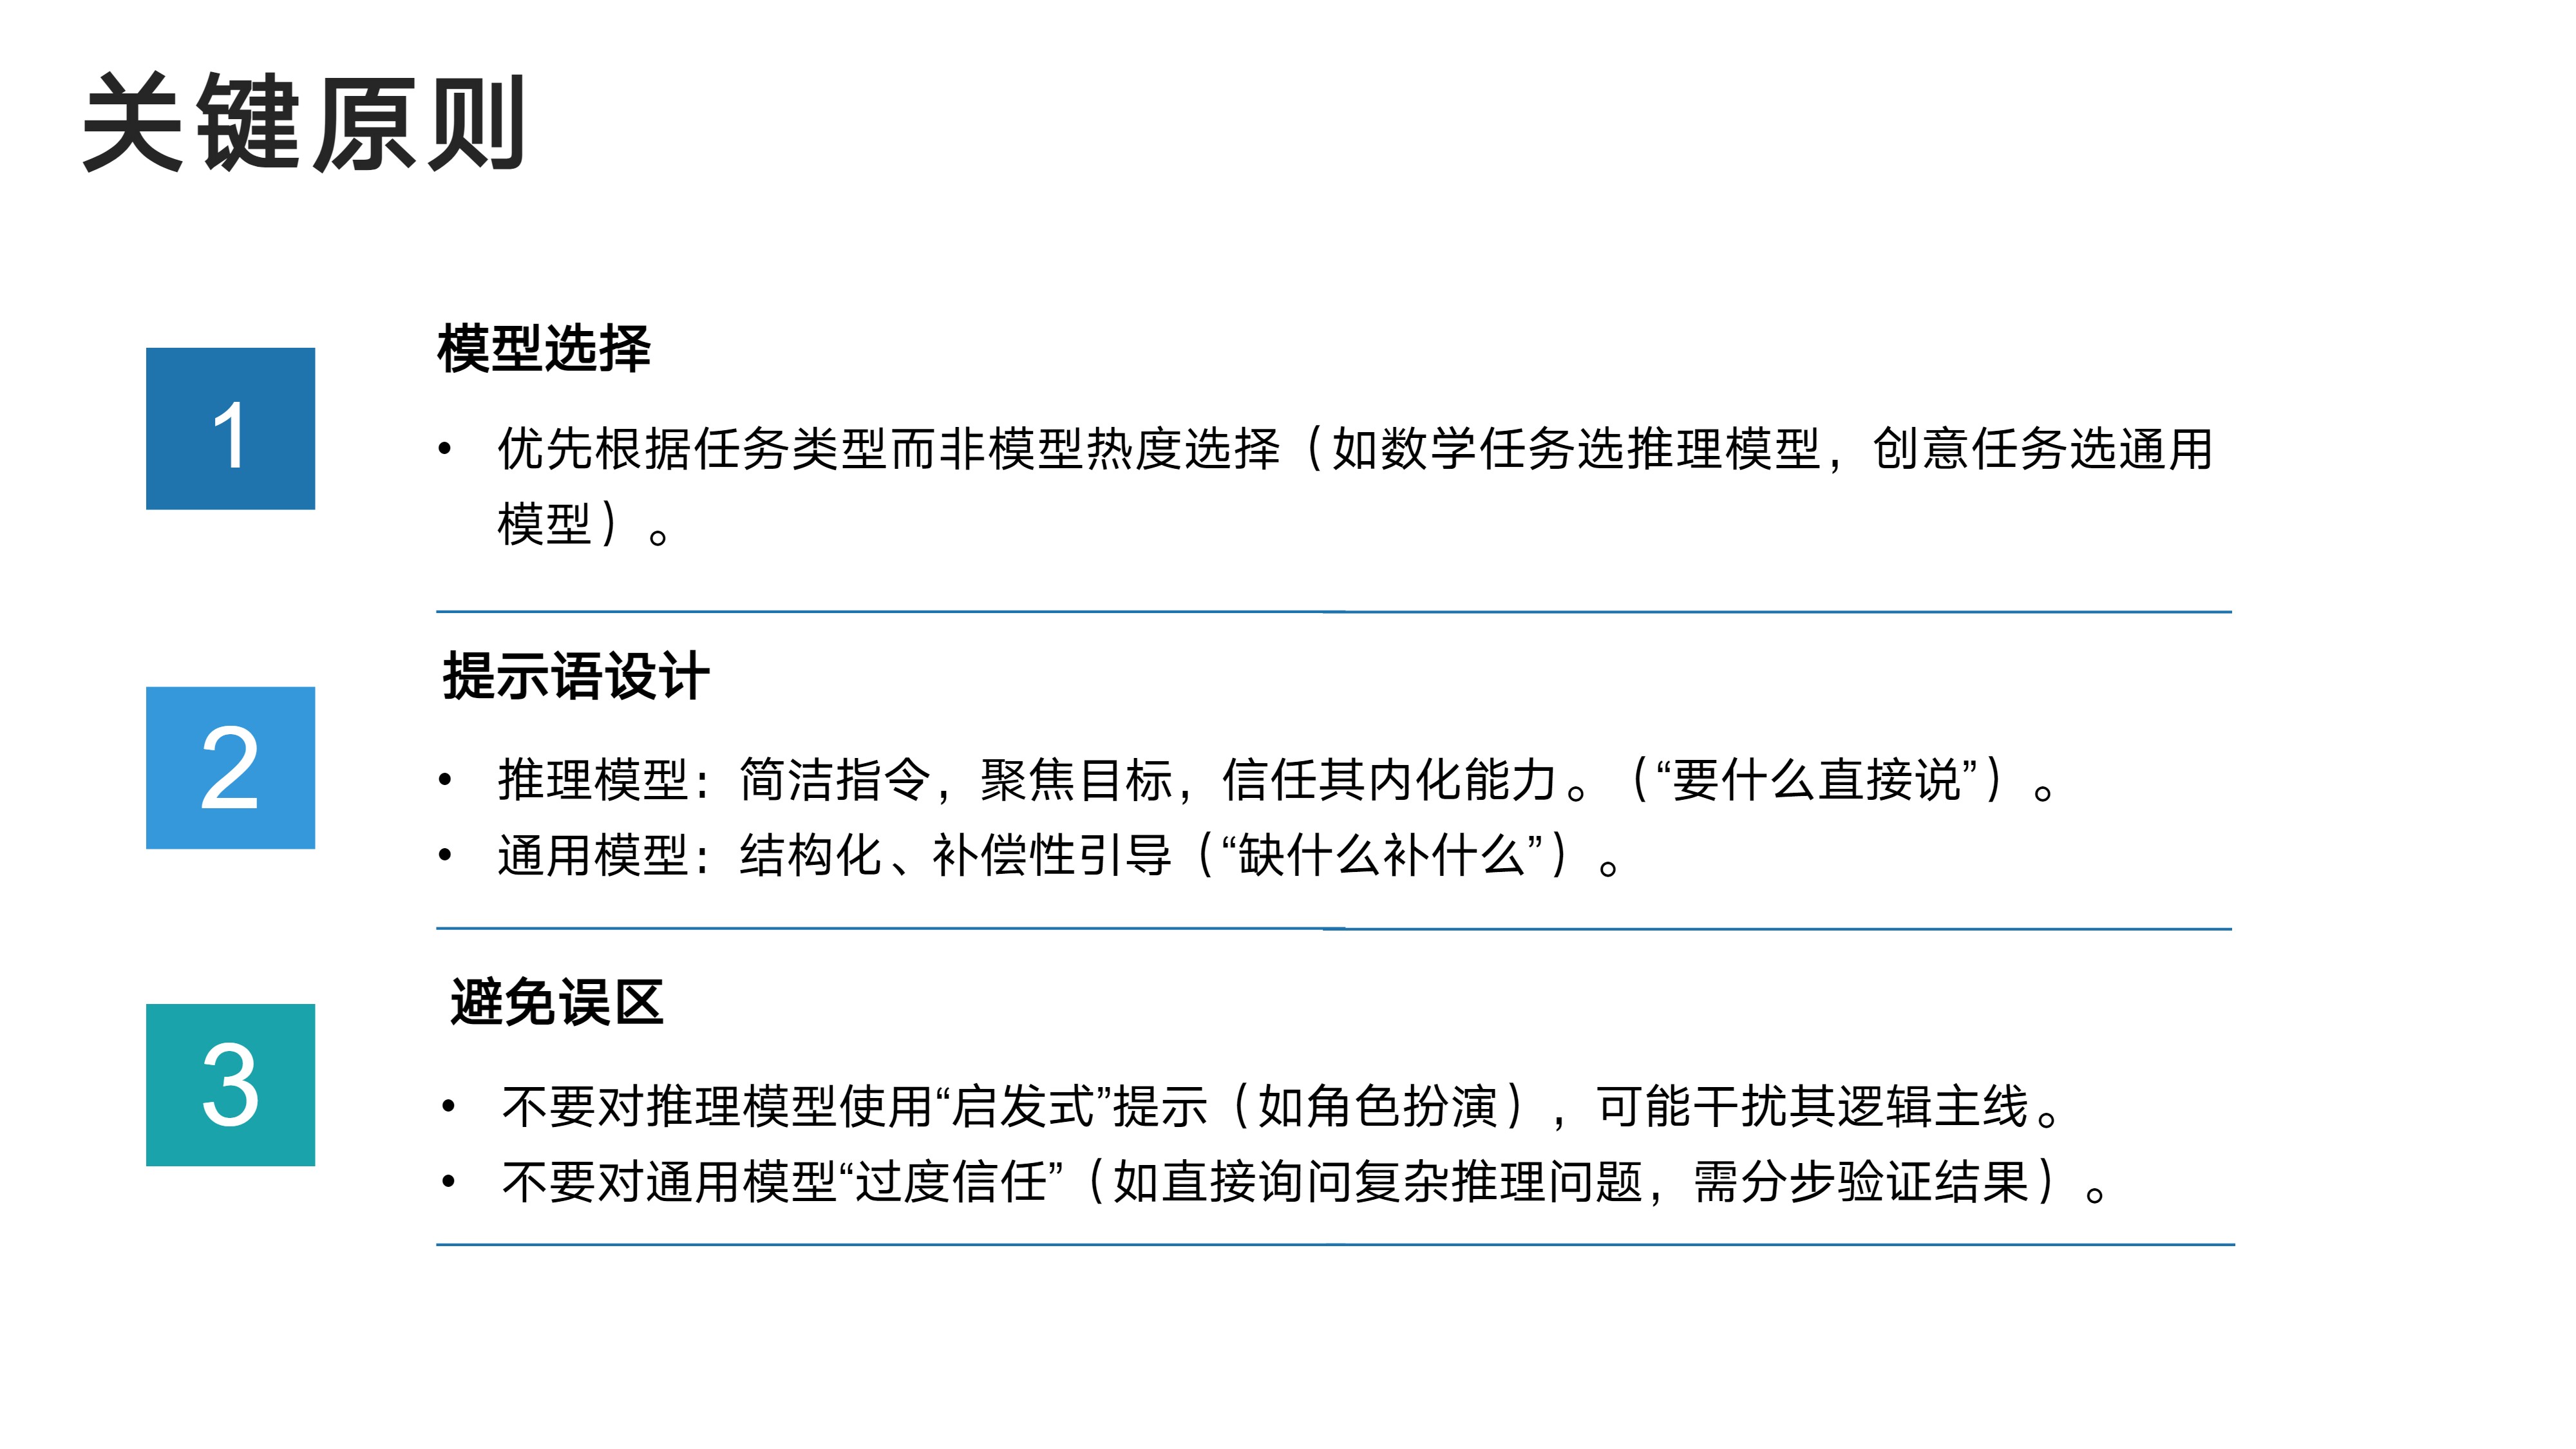 关键原则
1
模型选择
• 优先根据任务类型而非模型热度选择（如数学任务选推理模型，创意任务选通用
模型）。
2
提示语设计
• 推理模型：简洁指令，聚焦目标，信任其内化能力。（“要什么直接说”）。
• 通用模型：结构化、补偿性引导（“缺什么补什么”）。
3
避免误区
• 不要对推理模型使用“启发式”提示（如角色扮演），可能干扰其逻辑主线。
• 不要对通用模型“过度信任”（如直接询问复杂推理问题，需分步验证结果）。